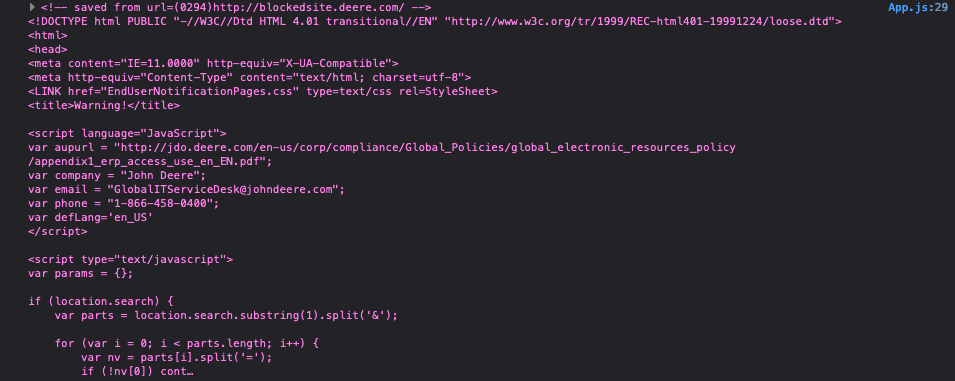 ▶ <!-- saved from url=(0294)http://blockedsite.deere.com/ --> App.js:29
<!DOCTYPE html PUBLIC "-//W3C//Dtd HTML 4.01 transitional//EN" "http://www.w3c.org/tr/1999/REC-html401-19991224/loose.dtd">
<html>
<head>
<meta content="IE=11.0000" http-equiv="X-UA-Compatible">
<meta http-equiv="Content-Type" content="text/html; charset=utf-8">
<LINK href="EndUserNotificationPages.css" type=text/css rel=StyleSheet>
<title>Warning!</title>
<script language="JavaScript">
var aupurl = "http://jdo.deere.com/en-us/corp/compliance/Global_Policies/global_electronic_resources_policy
/appendix1_erp_access_use_en_EN.pdf";
var company = "John Deere";
var email = "GlobalITServiceDesk@johndeere.com";
var phone = "1-866-458-0400";
var defLang='en_US'
</script>
<script type="text/javascript">
var params = {};
if (location.search) {
var parts = location.search.substring(1).split('&');
for (var i = 0; i < parts.length; i++) {
var nv = parts[i].split('=');
if (!nv[0]) cont…